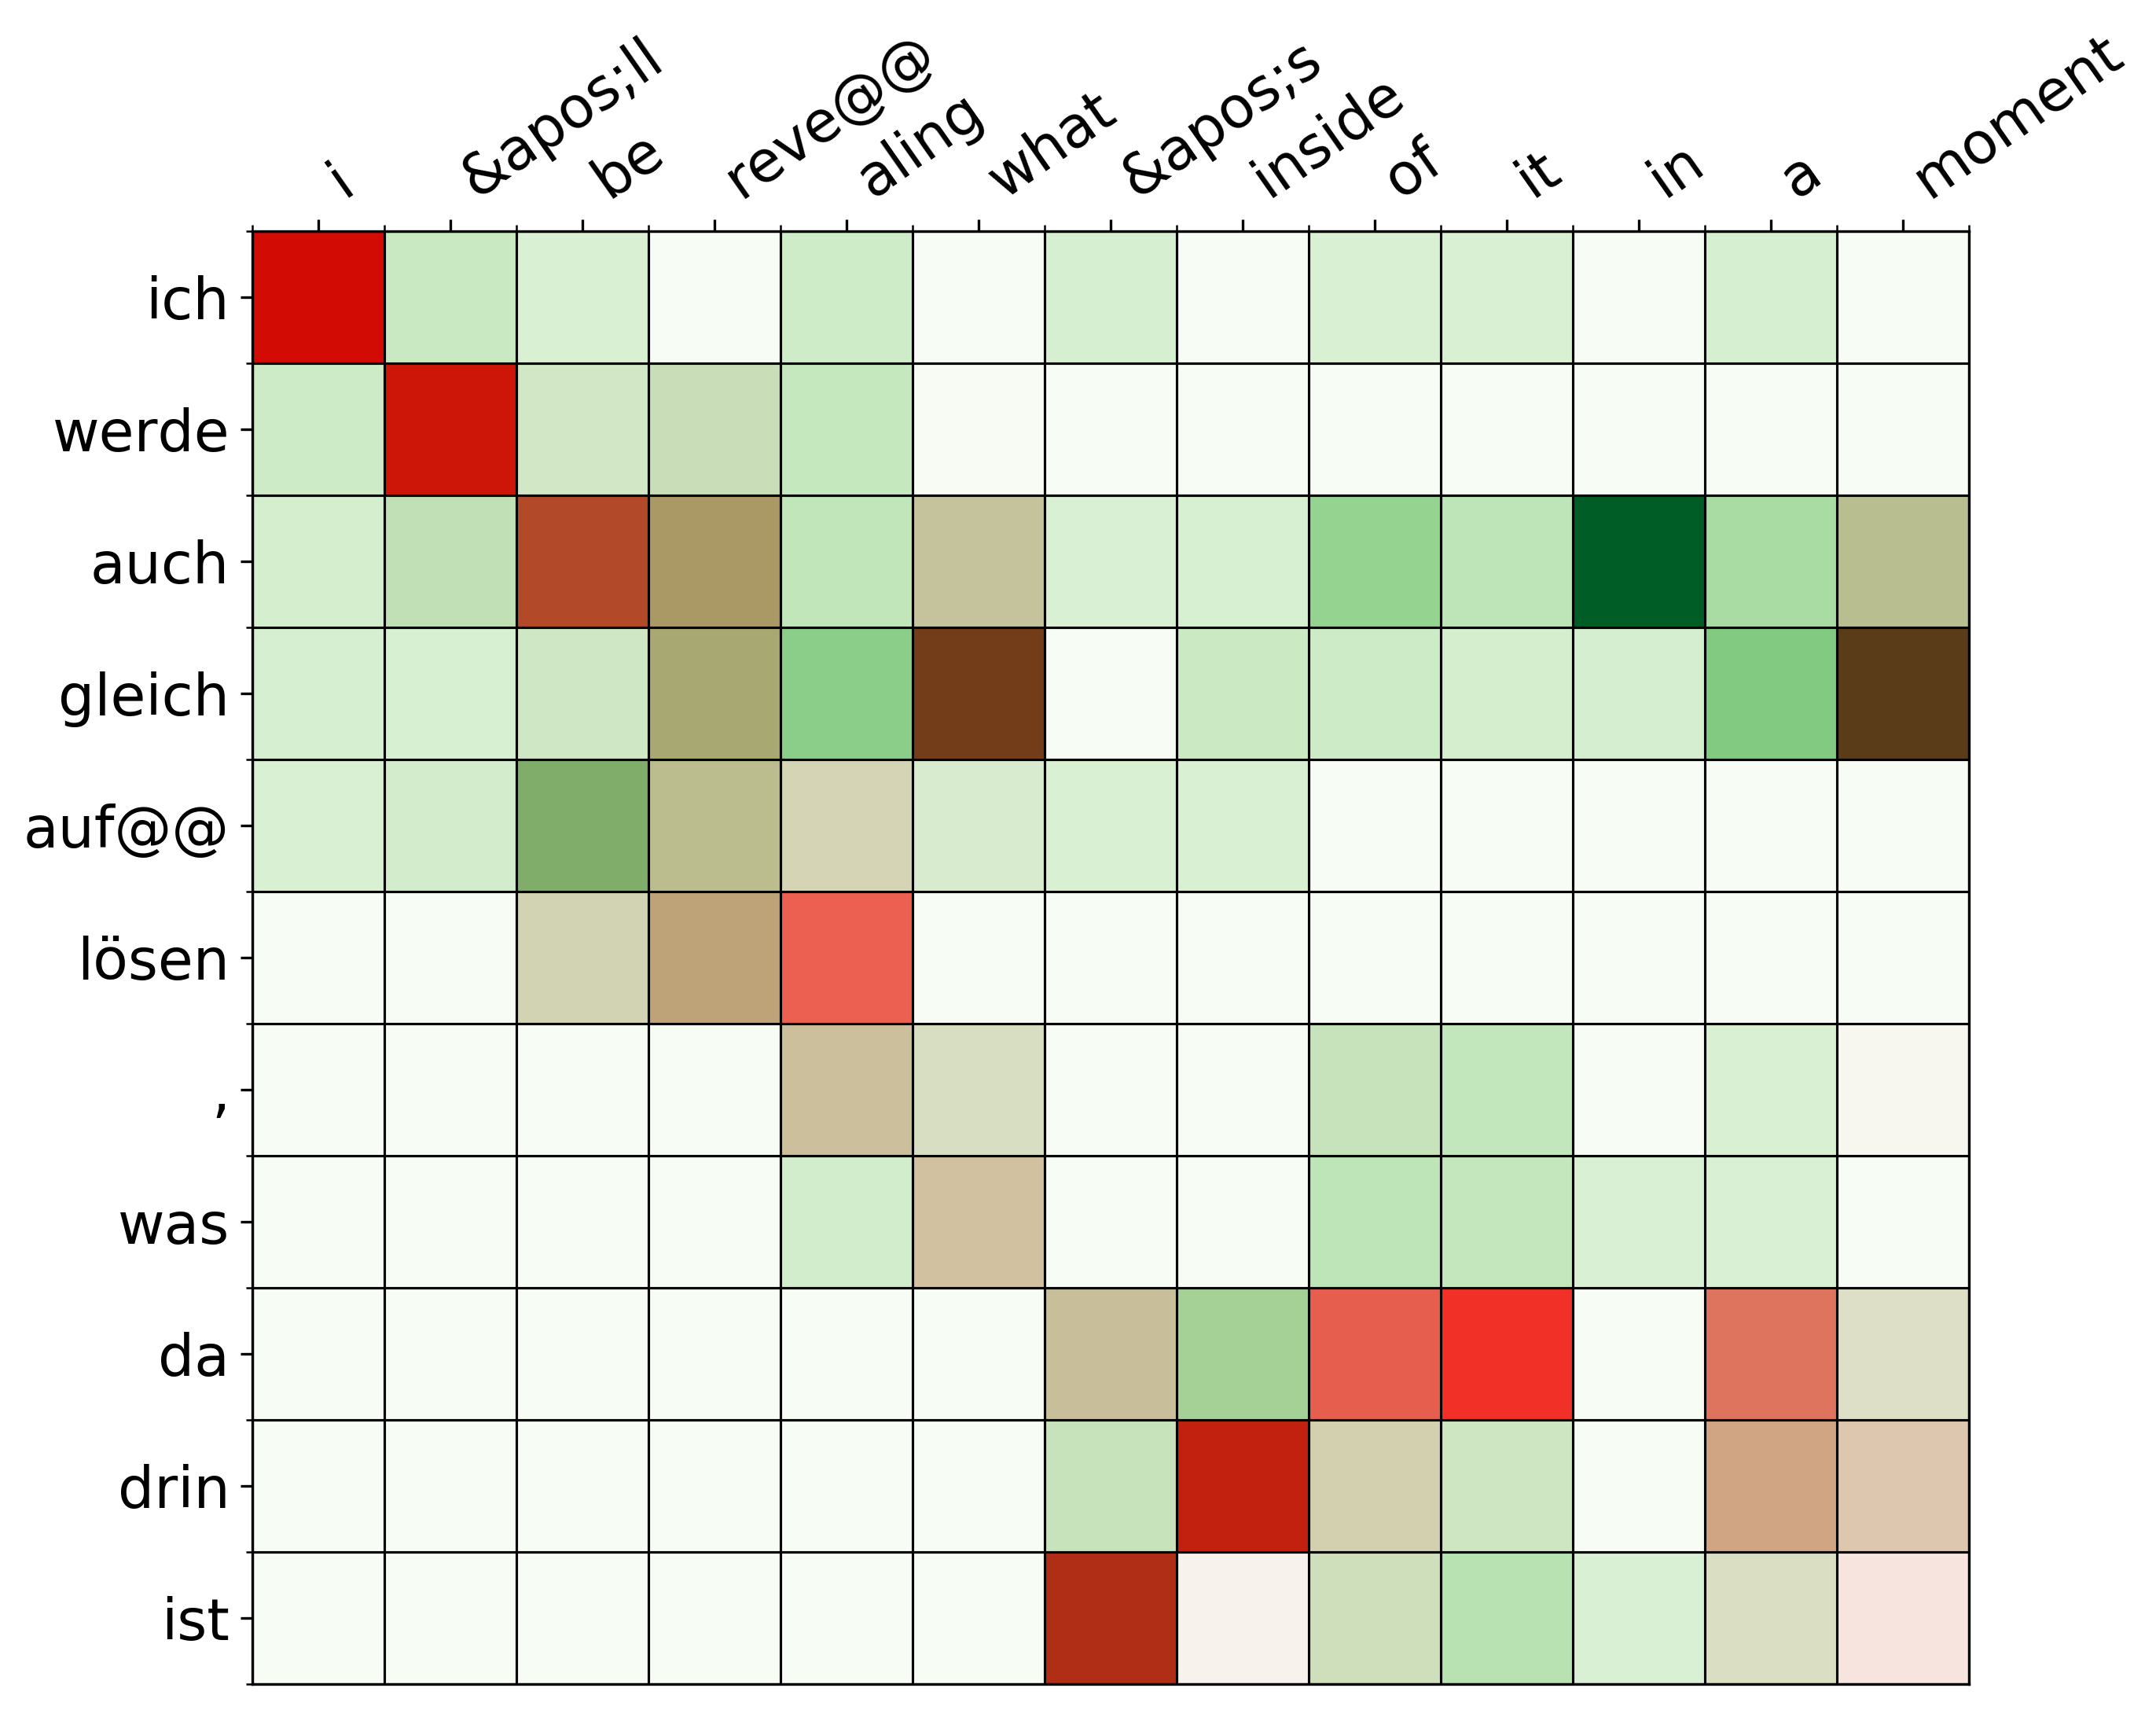 i &apos;ll be reve@@ aling what &apos;s inside of it in a moment
ich
werde
auch
gleich
auf@@
lösen
,
was
da
drin
ist